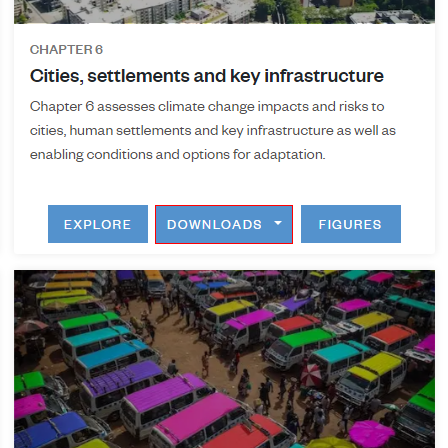 CHAPTER 6
Cities, settlements and key infrastructure
Chapter 6 assesses climate change impacts and risks to
cities, human settlements and key infrastructure as well as
enabling conditions and options for adaptation.
EXPLORE
DOWNLOADS
FIGURES